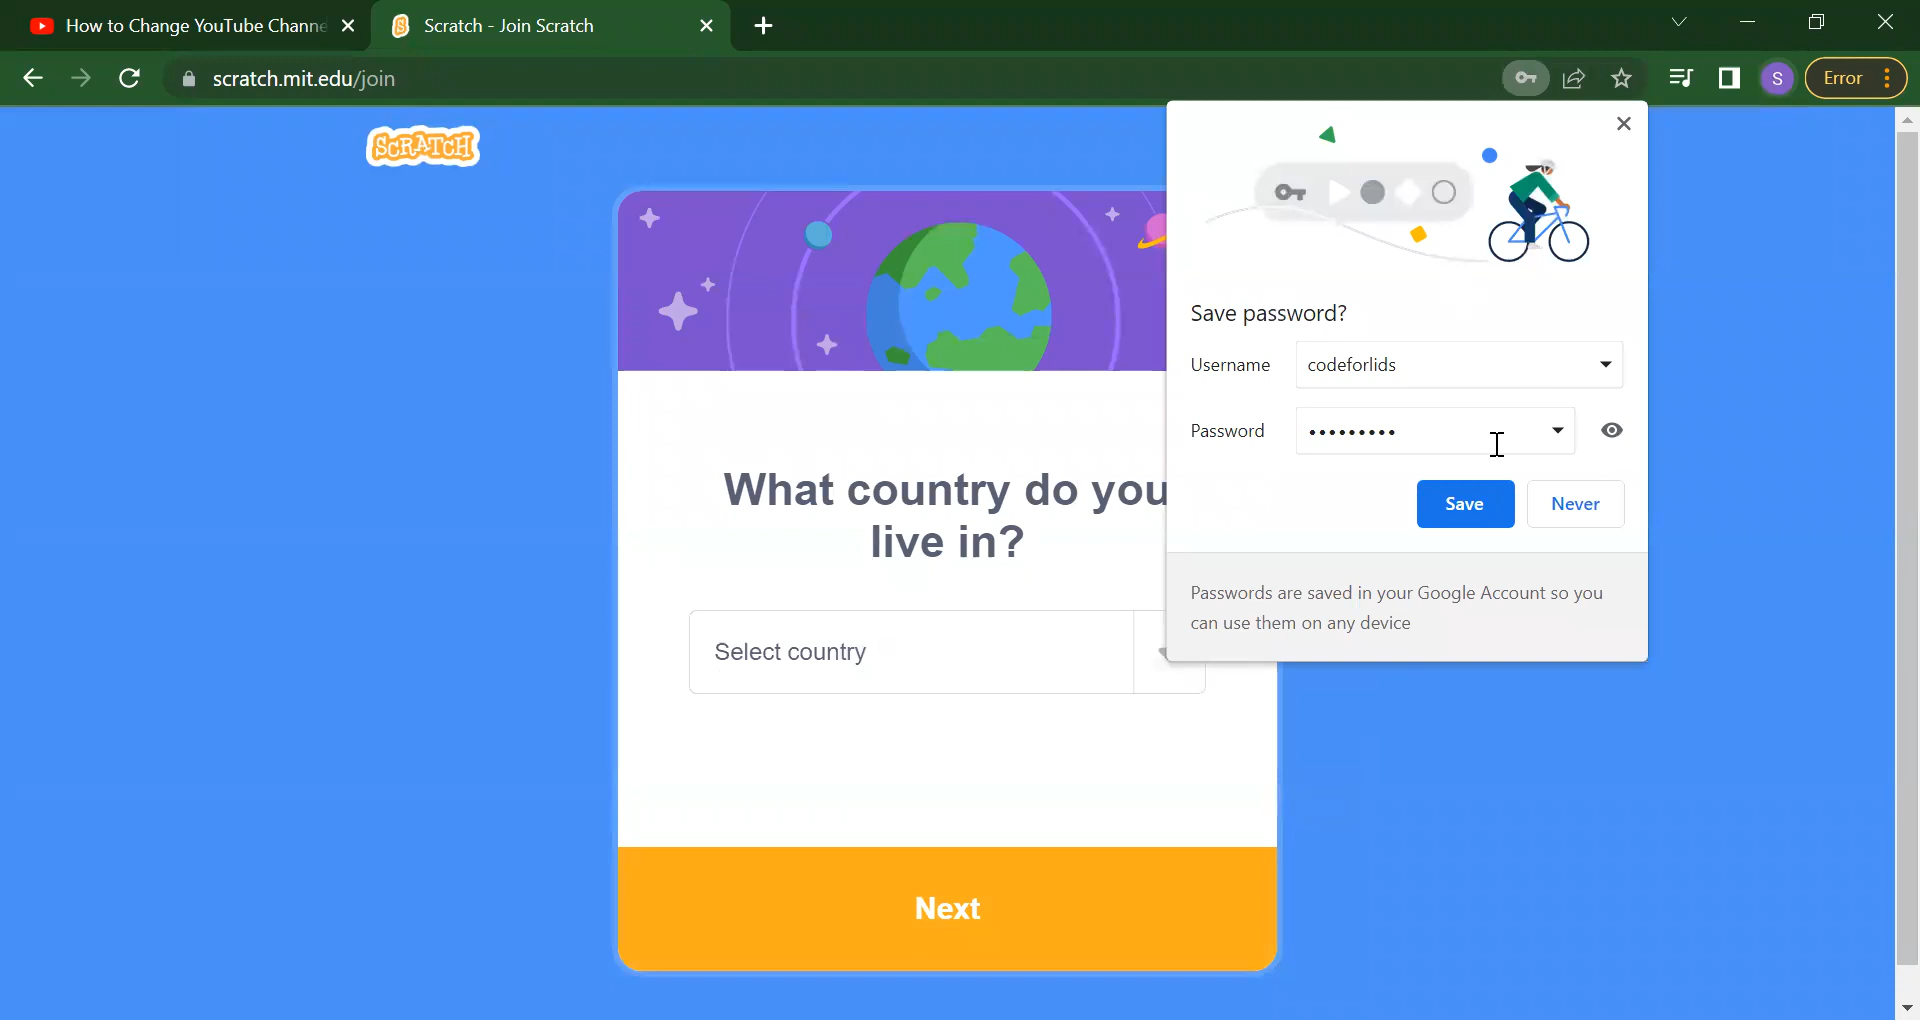 How to Change YouTube Channe
Scratch - Join Scratch
scratch.mit.edu/join
S
Error
SCRATCH
Save password?
Username
codeforlids
Password
•••••••••
Save
Never
Passwords are saved in your Google Account so you
can use them on any device
What country do you
live in?
Select country
Next